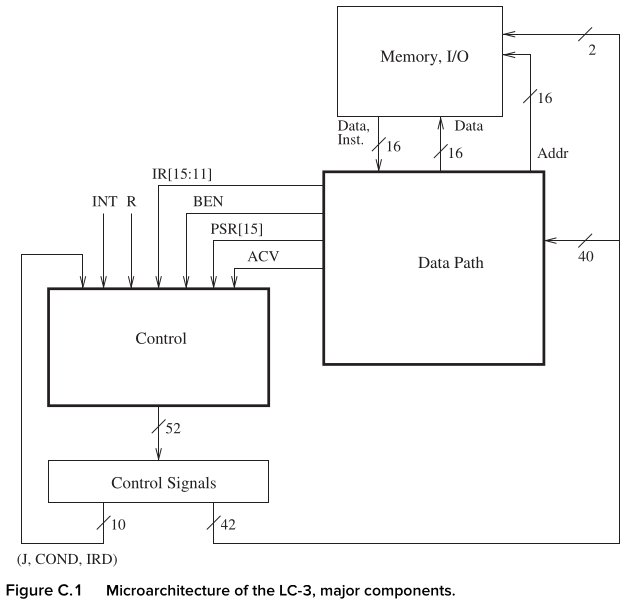 Memory, I/O
2
16
Data,
Inst.
16
Data
16
Addr
IR[15:11]
INT R
BEN
PSR[15]
ACV
Data Path
40
Control
52
Control Signals
10
42
(J, COND, IRD)
Figure C.1 Microarchitecture of the LC-3, major components.